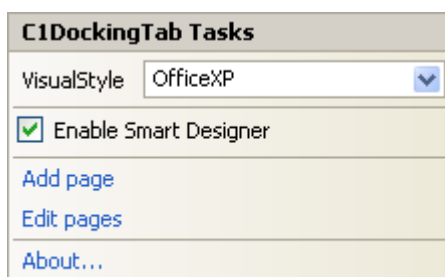 C1DockingTab Tasks
VisualStyle OfficeXP
Enable Smart Designer
Add page
Edit pages
About...